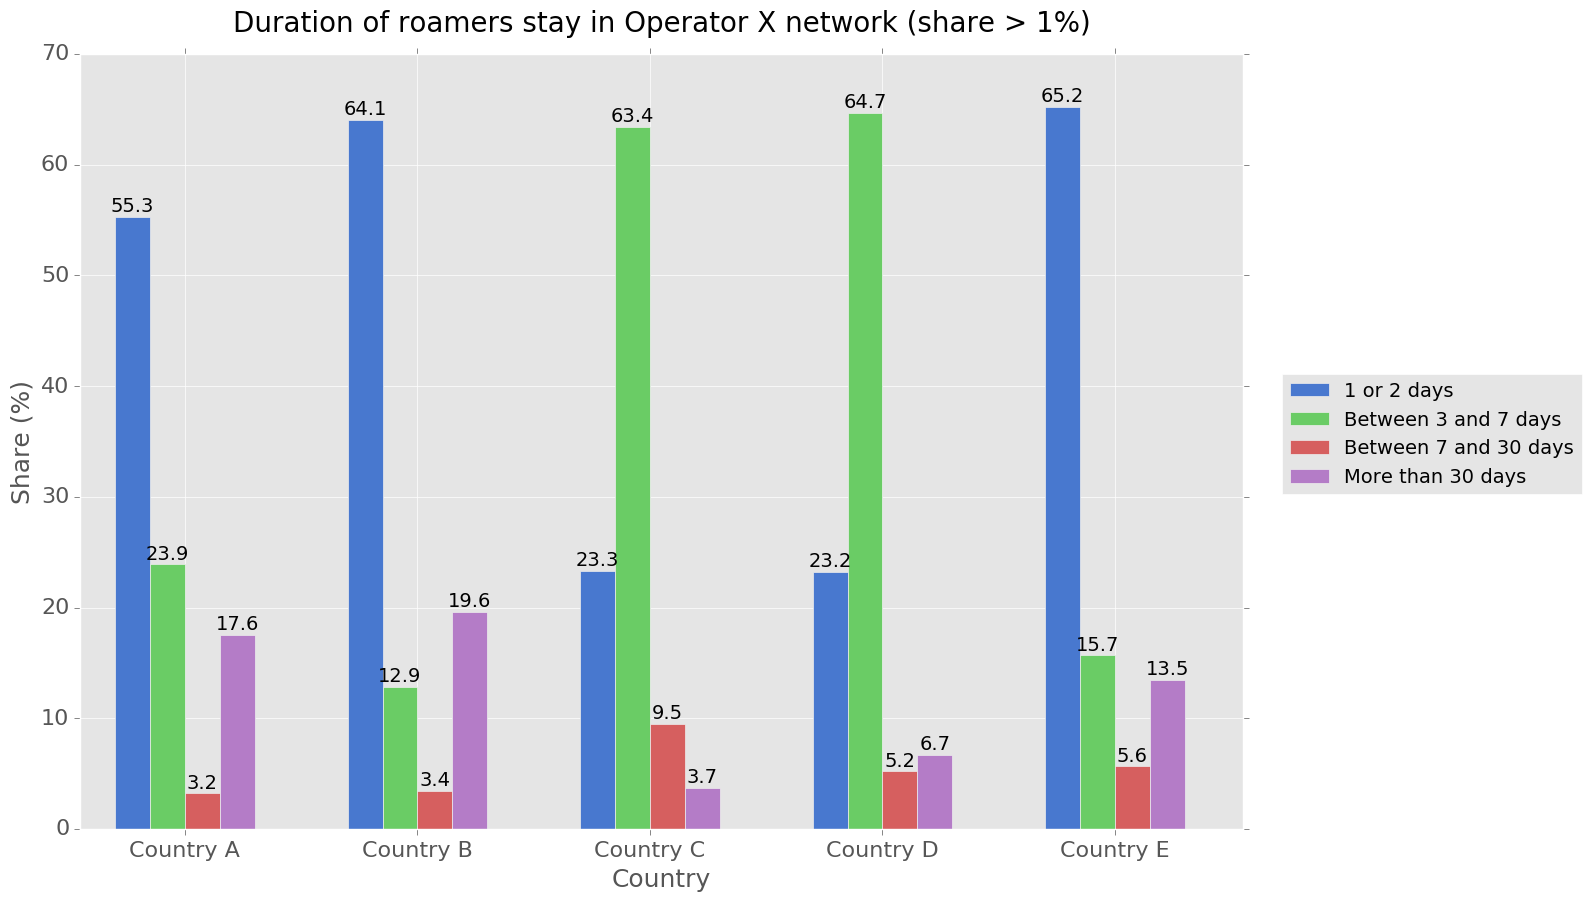 Duration of roamers stay in Operator X network (share > 1%)
70
60
50
40
30
20
10
0
Share (%)
55.3
23.9
3.2
17.6
64.1
12.9
3.4
19.6
23.3
63.4
9.5
3.7
23.2
64.7
5.2
6.7
65.2
15.7
5.6
13.5
Country A
Country B
Country C
Country D
Country E
Country
1 or 2 days
Between 3 and 7 days
Between 7 and 30 days
More than 30 days